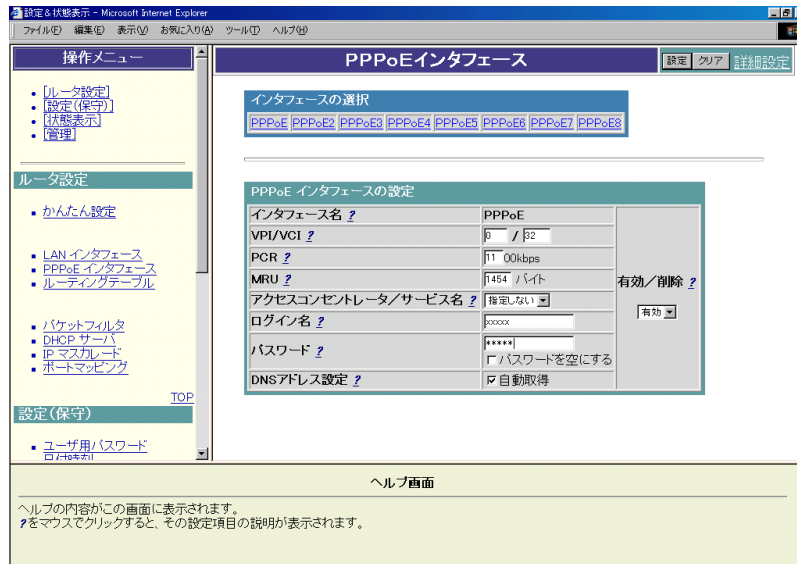 設定＆状態表示 - Microsoft Internet Explorer
ファイル(F) 編集(E) 表示(V) お気に入り(A) ツール(T) ヘルプ(H)
操作メニュー
[ルータ設定]
[設定(保守)]
[状態表示]
[管理]
ルータ設定
かんたん設定
LAN インタフェース
PPPoE インタフェース
ルーティングテーブル
パケットフィルタ
DHCP サーバ
IP マスカレード
ポートマッピング
TOP
設定(保守)
ユーザ用パスワード
日付時刻
PPPoEインタフェース
設定 クリア 詳細設定
インタフェースの選択
PPPoE PPPoE2 PPPoE3 PPPoE4 PPPoE5 PPPoE6 PPPoE7 PPPoE8
PPPoE インタフェースの設定
インタフェース名 ? PPPoE
VPI/VCI ? 0 / 32
PCR ? 11 00kbps
MRU ? 1454 バイト
アクセスコンセントレータ／サービス名 ? 指定しない
ログイン名 ? xxxxx
パスワード ? *****
パスワードを空にする
DNSアドレス設定 ? 自動取得
有効／削除 ?
有効
ヘルプ画面
ヘルプの内容がこの画面に表示されます。
?をマウスでクリックすると、その設定項目の説明が表示されます。